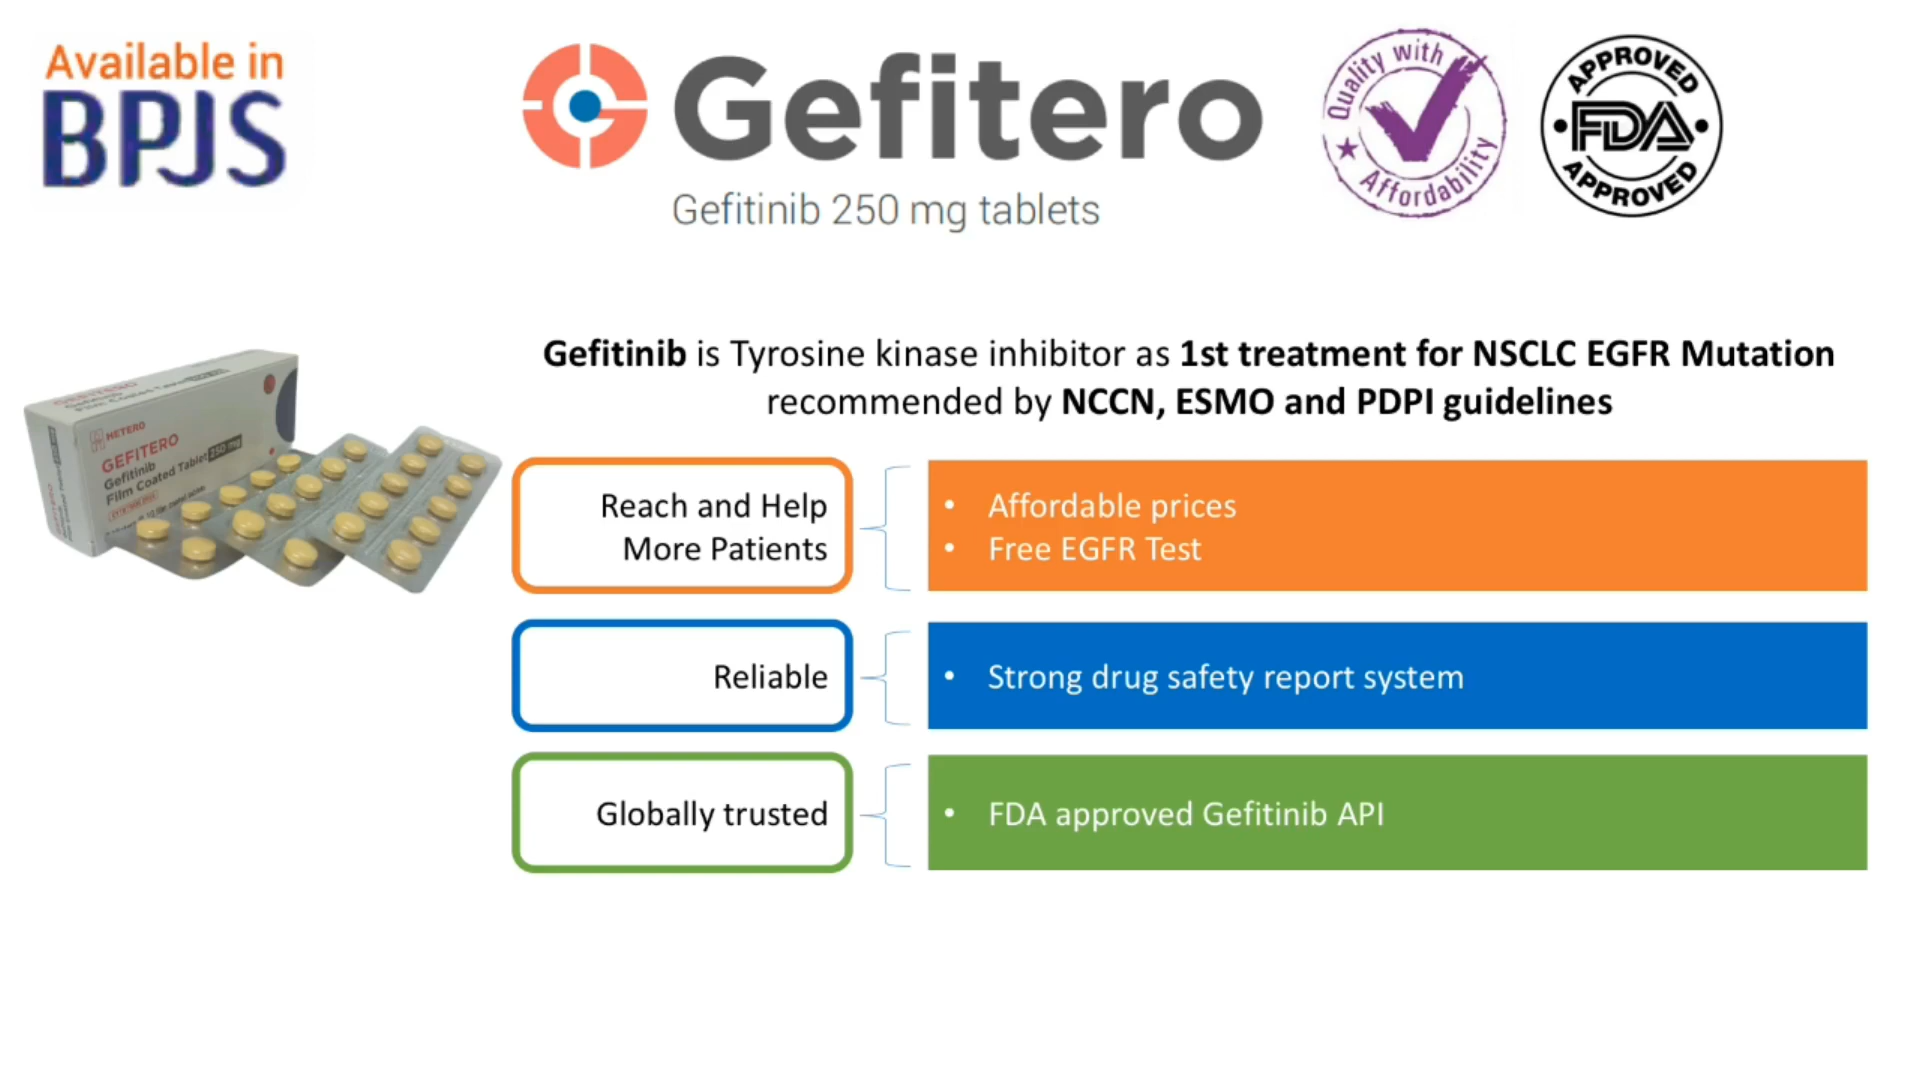 Available in
BPJS
Gefitero
Gefitinib 250 mg tablets
Quality with
Affordability
APPROVED
FDA
APPROVED
Gefitinib is Tyrosine kinase inhibitor as 1st treatment for NSCLC EGFR Mutation
recommended by NCCN, ESMO and PDPI guidelines
HETERO
GEFITERO
Gefitinib
Film Coated Tablet 250 mg
Reach and Help
More Patients
• Affordable prices
• Free EGFR Test
Reliable
• Strong drug safety report system
Globally trusted
• FDA approved Gefitinib API